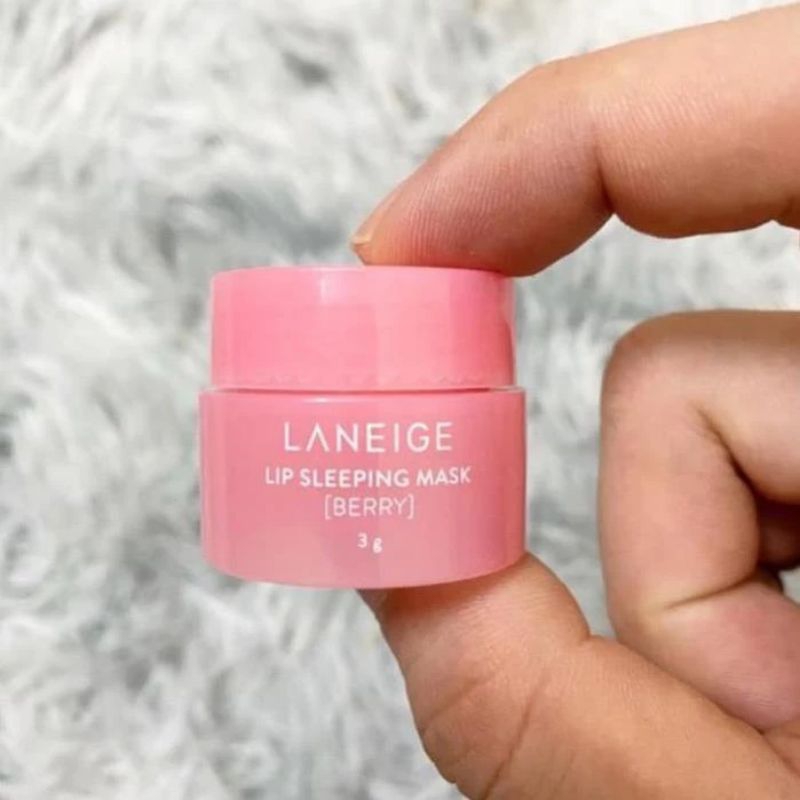 LANEIGE
LIP SLEEPING MASK
[BERRY]
3 g